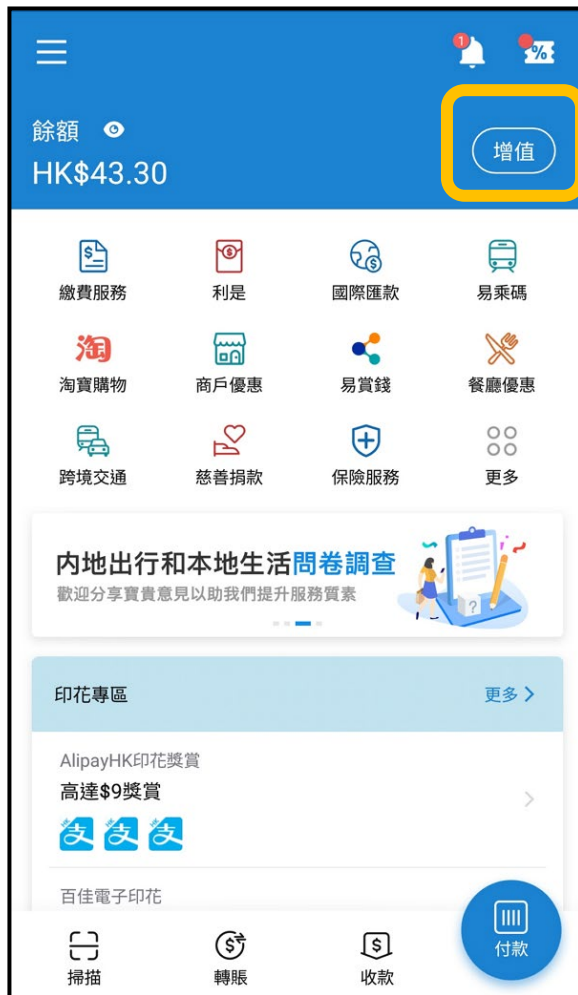 1
%
餘額
HK$43.30
增值
繳費服務 利是 國際匯款 易乘碼
淘
淘寶購物 商戶優惠 易賞錢 餐廳優惠
跨境交通 慈善捐款 保險服務 更多
内地出行和本地生活問卷調查
歡迎分享寶貴意見以助我們提升服務質素
?
印花專區 更多
AlipayHK印花獎賞
高達$9獎賞
支 支 支
百佳電子印花
掃描 轉賬 收款 付款